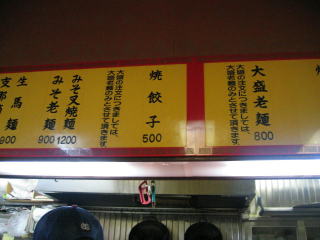 大盛老麺
800
大盛の注文につきましては、
大盛老麺のみとさせて頂きます
焼餃子
500
大盛の注文につきましては、
大盛老麺のみとさせて頂きます
みそ又焼麺
1200
みそ老麺
900
生馬麺
900